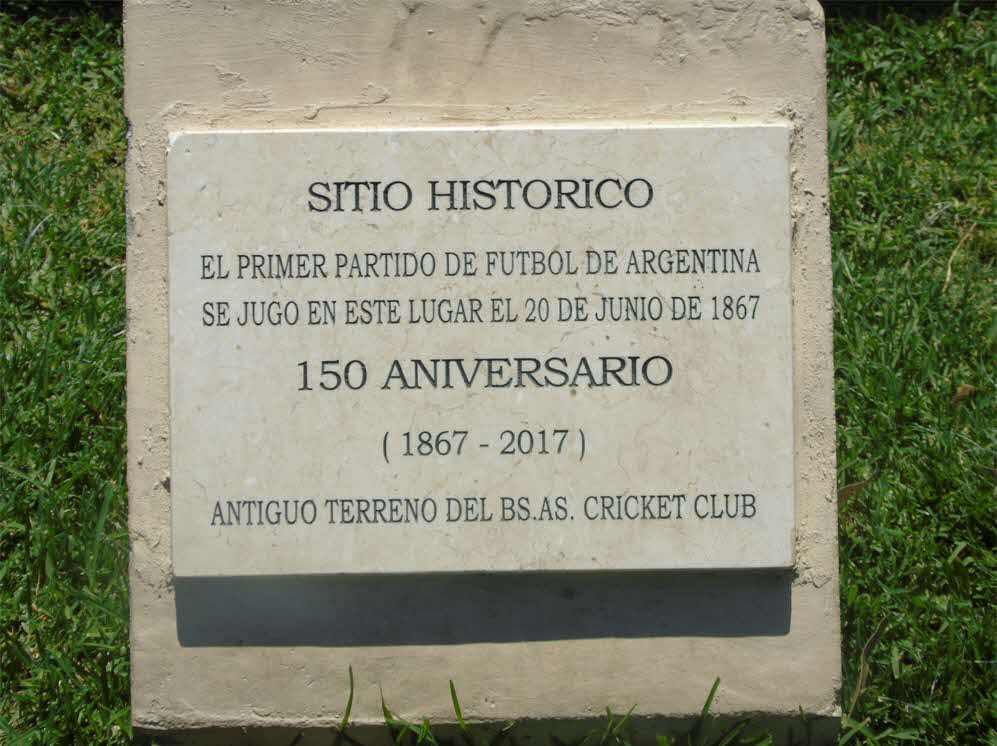 SITIO HISTORICO
EL PRIMER PARTIDO DE FUTBOL DE ARGENTINA
SE JUGO EN ESTE LUGAR EL 20 DE JUNIO DE 1867
150 ANIVERSARIO
( 1867 - 2017 )
ANTIGUO TERRENO DEL BS.AS. CRICKET CLUB